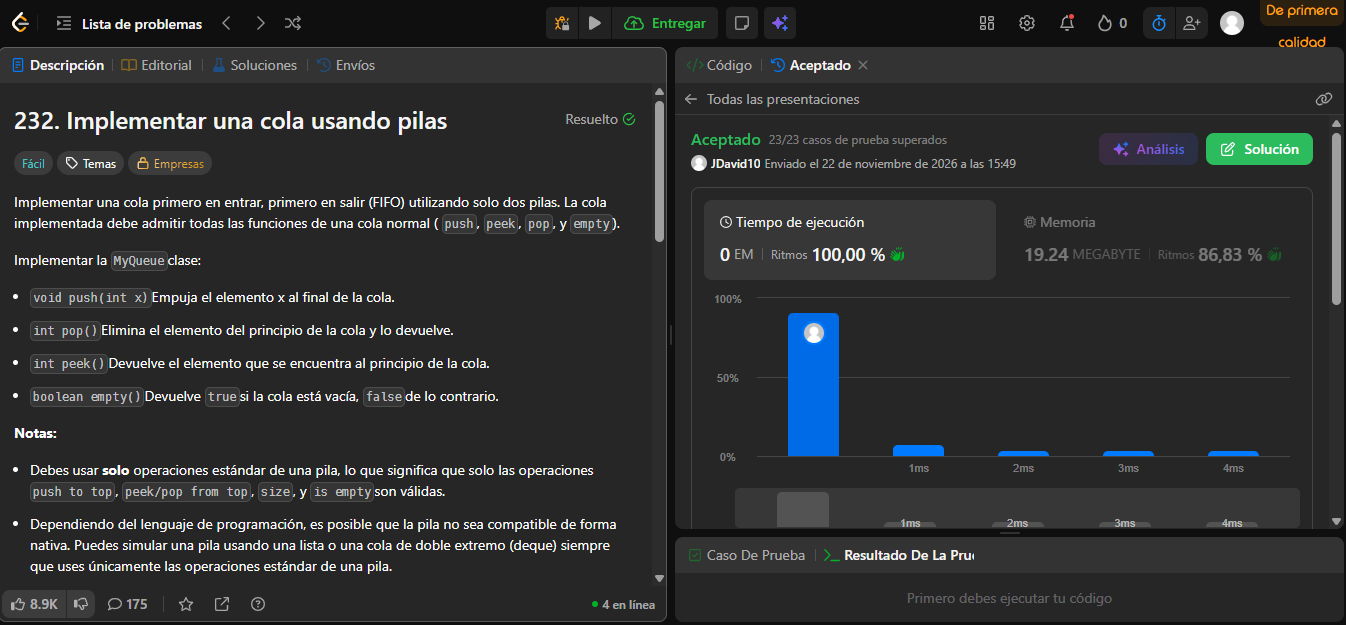 Lista de problemas
Entregar
0
De primera
calidad
Descripción
Editorial
Soluciones
Envíos
232. Implementar una cola usando pilas
Resuelto
Fácil
Temas
Empresas
Implementar una cola primero en entrar, primero en salir (FIFO) utilizando solo dos pilas. La cola
implementada debe admitir todas las funciones de una cola normal ( push, peek, pop, y empty).
Implementar la MyQueue clase:
void push(int x) Empuja el elemento x al final de la cola.
int pop() Elimina el elemento del principio de la cola y lo devuelve.
int peek() Devuelve el elemento que se encuentra al principio de la cola.
boolean empty() Devuelve true si la cola está vacía, false de lo contrario.
Notas:
Debes usar solo operaciones estándar de una pila, lo que significa que solo las operaciones
push to top, peek/pop from top, size, y is empty son válidas.
Dependiendo del lenguaje de programación, es posible que la pila no sea compatible de forma
nativa. Puedes simular una pila usando una lista o una cola de doble extremo (deque) siempre
que uses únicamente las operaciones estándar de una pila.
8.9K
175
4 en línea
Código
Aceptado
Todas las presentaciones
Aceptado 23/23 casos de prueba superados
JDavid10 Enviado el 22 de noviembre de 2026 a las 15:49
Análisis
Solución
Tiempo de ejecución
0 EM
Ritmos 100,00 %
Memoria
19.24 MEGABYTE
Ritmos 86,83 %
100%
50%
0%
1ms
2ms
3ms
4ms
1ms
2ms
3ms
4ms
Caso De Prueba
Resultado De La Pru
Primero debes ejecutar tu código